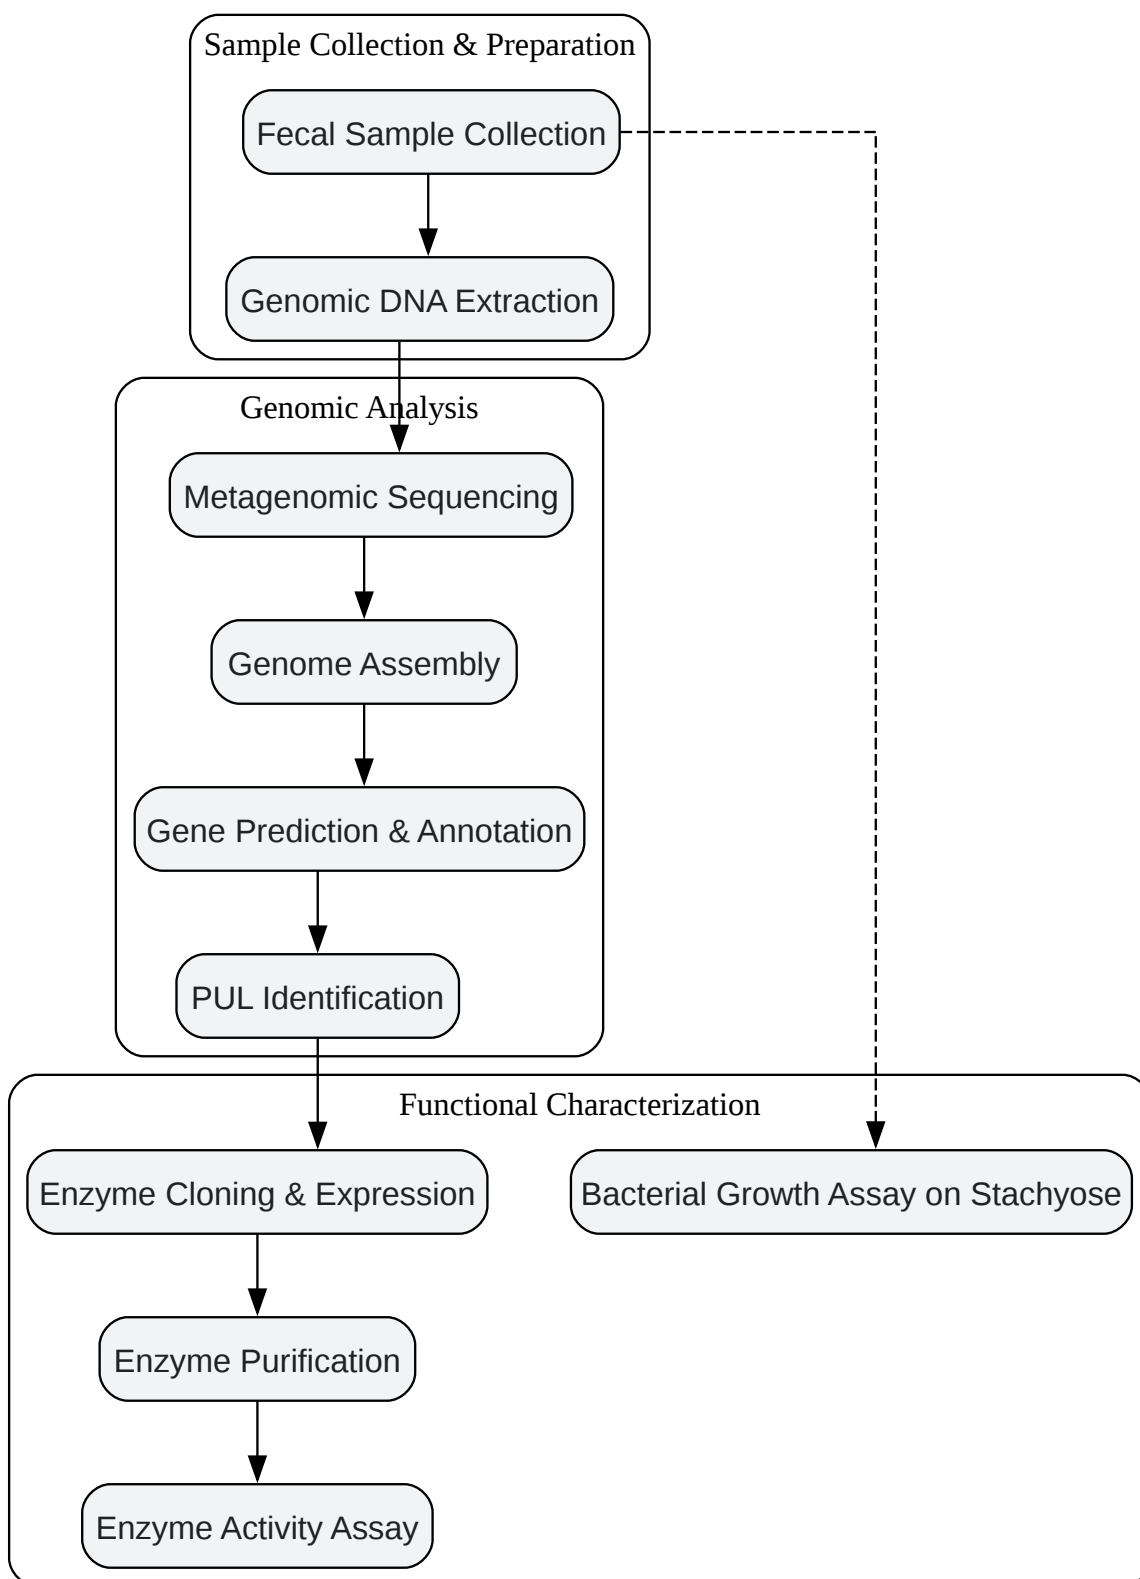 Sample Collection & Preparation
Fecal Sample Collection
Genomic DNA Extraction
Genomic Analysis
Metagenomic Sequencing
Genome Assembly
Gene Prediction & Annotation
PUL Identification
Functional Characterization
Enzyme Cloning & Expression
Bacterial Growth Assay on Stachyose
Enzyme Purification
Enzyme Activity Assay